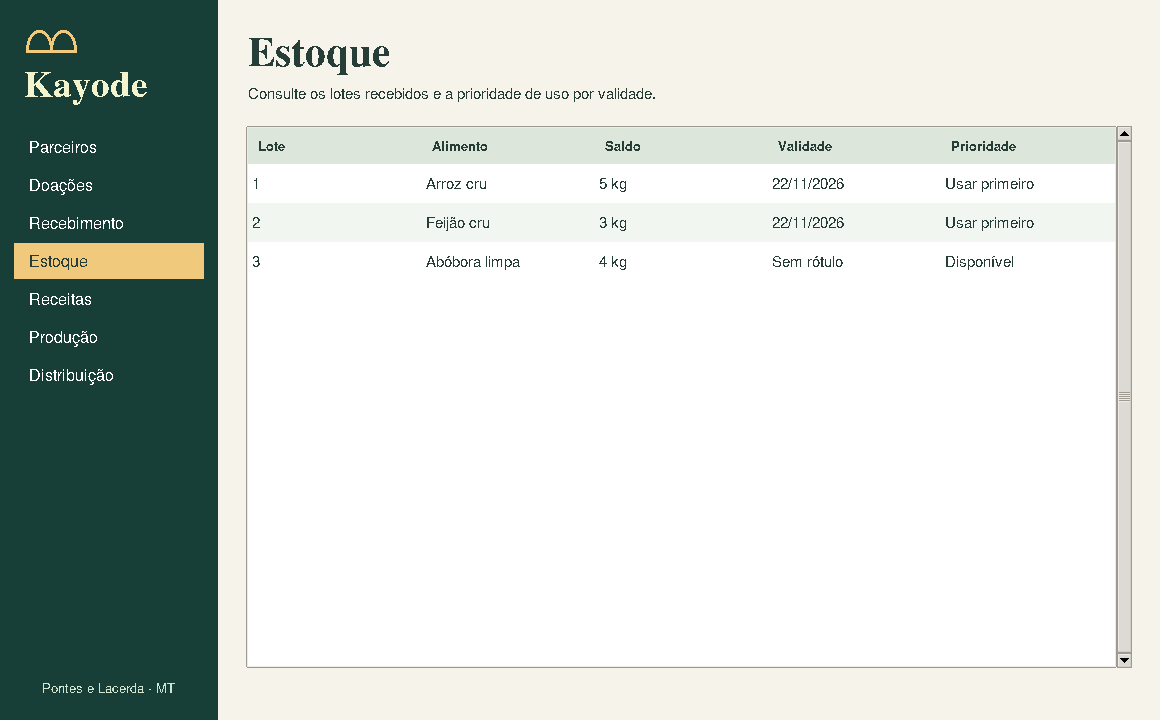 Kayode
Parceiros
Doações
Recebimento
Estoque
Receitas
Produção
Distribuição
Pontes e Lacerda - MT
Estoque
Consulte os lotes recebidos e a prioridade de uso por validade.
Lote Alimento Saldo Validade Prioridade
1 Arroz cru 5 kg 22/11/2026 Usar primeiro
2 Feijão cru 3 kg 22/11/2026 Usar primeiro
3 Abóbora limpa 4 kg Sem rótulo Disponível